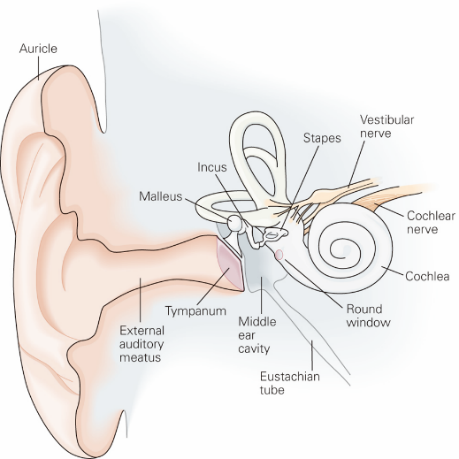 Auricle
Vestibular
nerve
Stapes
Incus
Malleus
Cochlear
nerve
Cochlea
Tympanum
Round
window
Middle
ear
cavity
External
auditory
meatus
Eustachian
tube